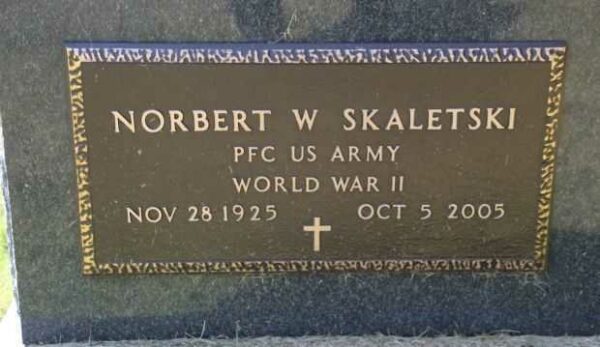 NORBERT W SKALETSKI
PFC US ARMY
WORLD WAR II
NOV 28 1925 OCT 5 2005